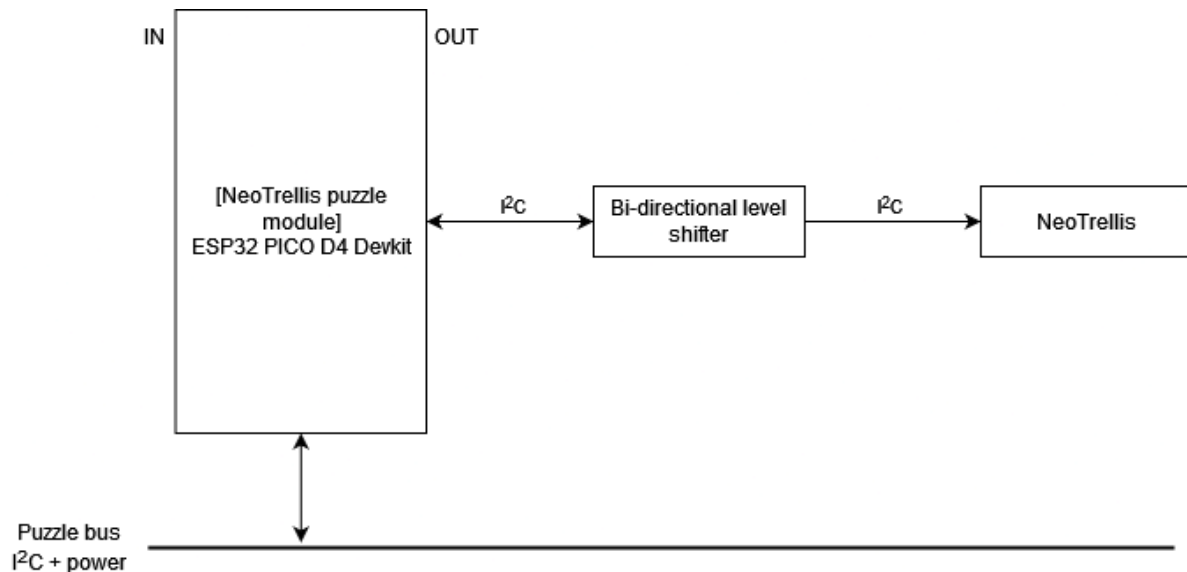 IN
OUT
[NeoTrellis puzzle
module]
ESP32 PICO D4 Devkit
I²C
Bi-directional level
shifter
I²C
NeoTrellis
Puzzle bus
I²C + power